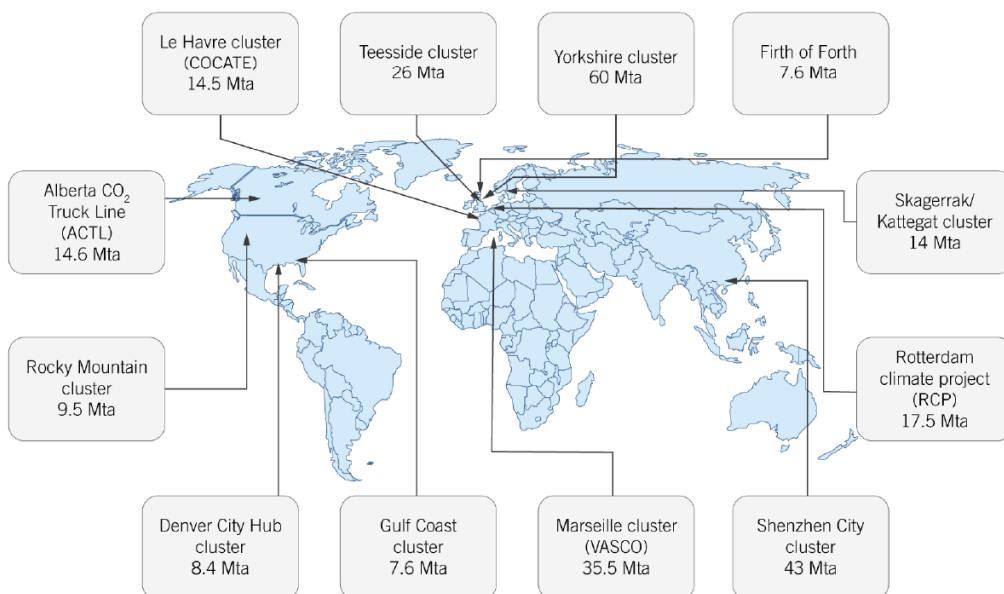 Le Havre cluster
(COCATE)
14.5 Mta
Teesside cluster
26 Mta
Yorkshire cluster
60 Mta
Firth of Forth
7.6 Mta
Alberta CO₂
Truck Line
(ACTL)
14.6 Mta
Skagerrak/
Kattegat cluster
14 Mta
Rocky Mountain
cluster
9.5 Mta
Rotterdam
climate project
(RCP)
17.5 Mta
Denver City Hub
cluster
8.4 Mta
Gulf Coast
cluster
7.6 Mta
Marseille cluster
(VASCO)
35.5 Mta
Shenzhen City
cluster
43 Mta